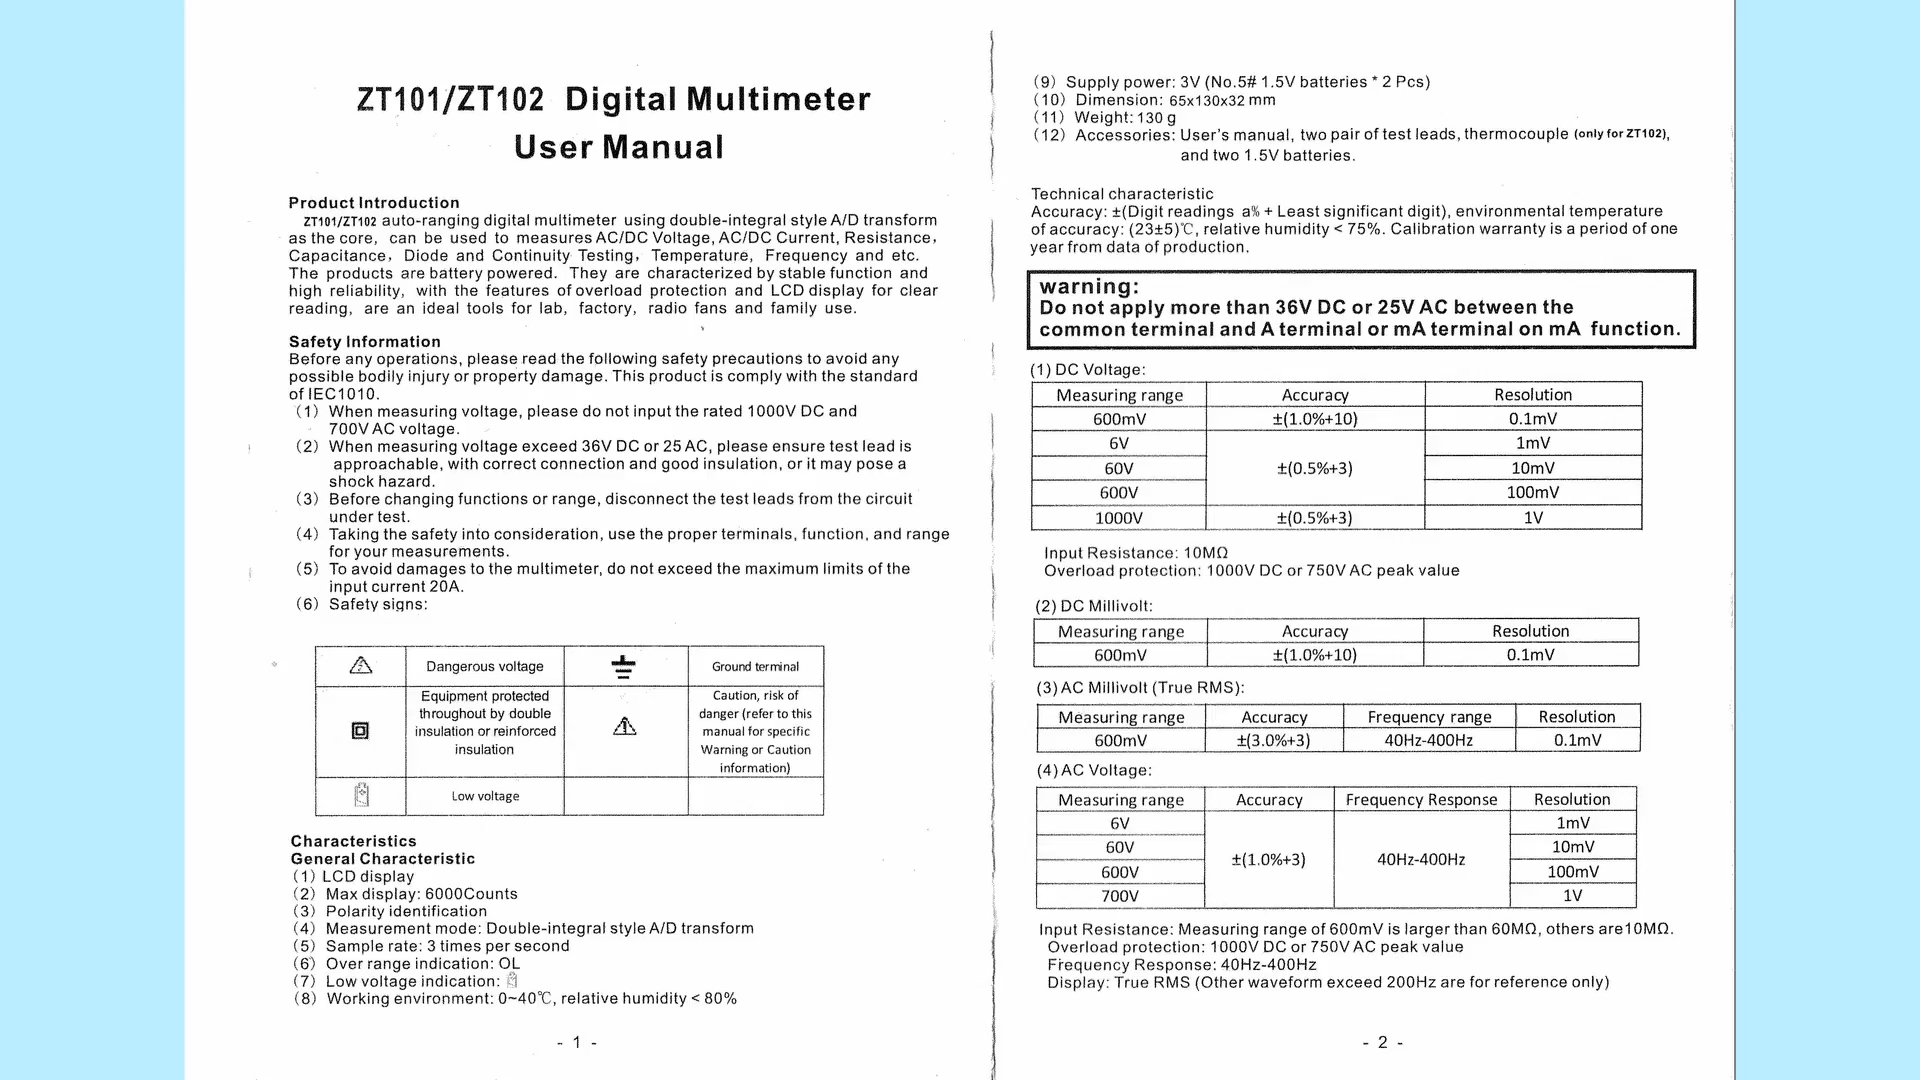 ZT101/ZT102 Digital Multimeter
User Manual
Product Introduction
ZT101/ZT102 auto-ranging digital multimeter using double-integral style A/D transform
as the core, can be used to measures AC/DC Voltage, AC/DC Current, Resistance,
Capacitance, Diode and Continuity Testing, Temperature, Frequency and etc.
The products are battery powered. They are characterized by stable function and
high reliability, with the features of overload protection and LCD display for clear
reading, are an ideal tools for lab, factory, radio fans and family use.
Safety Information
Before any operations, please read the following safety precautions to avoid any
possible bodily injury or property damage. This product is comply with the standard
of IEC1010.
(1) When measuring voltage, please do not input the rated 1000V DC and
700V AC voltage.
(2) When measuring voltage exceed 36V DC or 25 AC, please ensure test lead is
approachable, with correct connection and good insulation, or it may pose a
shock hazard.
(3) Before changing functions or range, disconnect the test leads from the circuit
under test.
(4) Taking the safety into consideration, use the proper terminals, function, and range
for your measurements.
(5) To avoid damages to the multimeter, do not exceed the maximum limits of the
input current 20A.
(6) Safety signs:
Dangerous voltage Ground terminal
Equipment protected
throughout by double
insulation or reinforced
insulation
Caution, risk of
danger (refer to this
manual for specific
Warning or Caution
information)
Low voltage
Characteristics
General Characteristic
(1) LCD display
(2) Max display: 6000Counts
(3) Polarity identification
(4) Measurement mode: Double-integral style A/D transform
(5) Sample rate: 3 times per second
(6) Over range indication: OL
(7) Low voltage indication:
(8) Working environment: 0~40℃, relative humidity < 80%
- 1 -
(9) Supply power: 3V (No.5# 1.5V batteries * 2 Pcs)
(10) Dimension: 65x130x32 mm
(11) Weight: 130 g
(12) Accessories: User's manual, two pair of test leads, thermocouple (only for ZT102),
and two 1.5V batteries.
Technical characteristic
Accuracy: ±(Digit readings a% + Least significant digit), environmental temperature
of accuracy: (23±5)℃, relative humidity < 75%. Calibration warranty is a period of one
year from data of production.
warning:
Do not apply more than 36V DC or 25V AC between the
common terminal and A terminal or mA terminal on mA function.
(1) DC Voltage:
Measuring range Accuracy Resolution
600mV ±(1.0%+10) 0.1mV
6V 1mV
60V ±(0.5%+3) 10mV
600V 100mV
1000V ±(0.5%+3) 1V
Input Resistance: 10MΩ
Overload protection: 1000V DC or 750V AC peak value
(2) DC Millivolt:
Measuring range Accuracy Resolution
600mV ±(1.0%+10) 0.1mV
(3) AC Millivolt (True RMS):
Measuring range Accuracy Frequency range Resolution
600mV ±(3.0%+3) 40Hz-400Hz 0.1mV
(4) AC Voltage:
Measuring range Accuracy Frequency Response Resolution
6V 1mV
60V 10mV
±(1.0%+3) 40Hz-400Hz
600V 100mV
700V 1V
Input Resistance: Measuring range of 600mV is larger than 60MΩ, others are10MΩ.
Overload protection: 1000V DC or 750V AC peak value
Frequency Response: 40Hz-400Hz
Display: True RMS (Other waveform exceed 200Hz are for reference only)
- 2 -